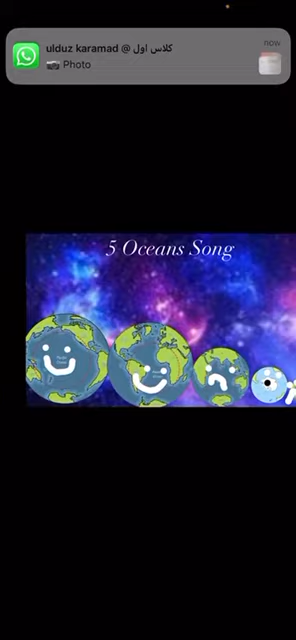 ulduz karamad @ کلاس اول
now
📷 Photo
5 Oceans Song